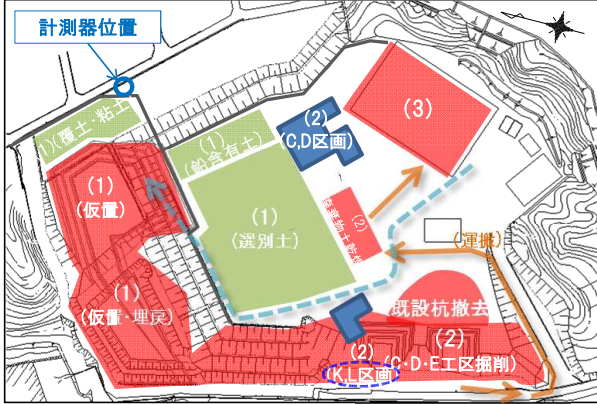 計測器位置
1)(覆土・粘土
(1)
(鉛含有土)
(2)
(C,D区画)
(3)
(1)
(仮置)
(1)
(選別土)
(2)
(運搬)
(1)
(仮置・埋戻)
既設杭撤去
(2)
(C・D・E工区掘削)
(2)
(K,L区画)